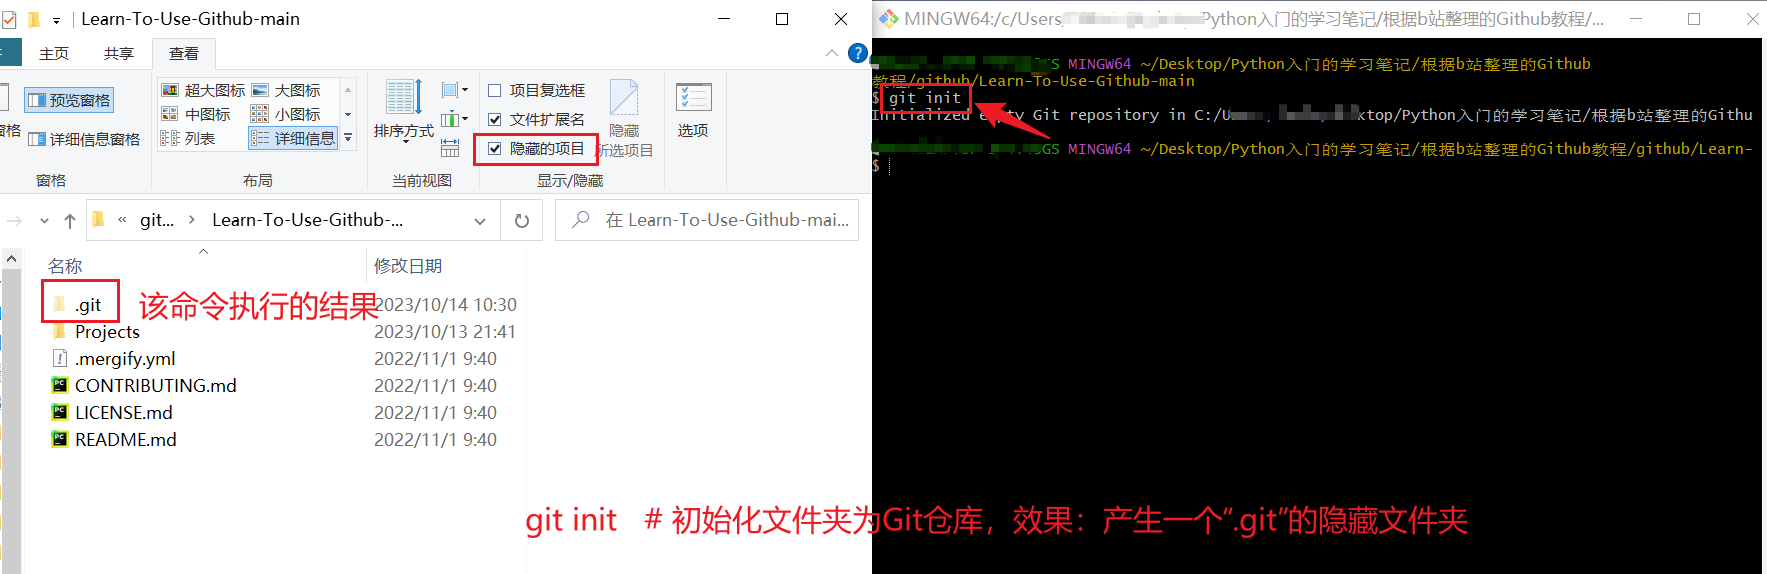 Learn-To-Use-Github-main
主页 共享 查看
预览窗格
详细信息窗格
窗格
超大图标 大图标
中图标 小图标
列表 详细信息
布局
排序方式
当前视图
项目复选框
文件扩展名
隐藏的项目
隐藏
所选项目
显示/隐藏
选项
« git... › Learn-To-Use-Github-...
在 Learn-To-Use-Github-mai...
名称 修改日期
.git 2023/10/14 10:30
该命令执行的结果
Projects 2023/10/13 21:41
.mergify.yml 2022/11/1 9:40
CONTRIBUTING.md 2022/11/1 9:40
LICENSE.md 2022/11/1 9:40
README.md 2022/11/1 9:40
MINGW64:/c/Users /Python入门的学习笔记/根据b站整理的Github教程/...
GS MINGW64 ~/Desktop/Python入门的学习笔记/根据b站整理的Github
教程/github/Learn-To-Use-Github-main
$ git init
Initialized empty Git repository in C:/U ktop/Python入门的学习笔记/根据b站整理的Githu
SGS MINGW64 ~/Desktop/Python入门的学习笔记/根据b站整理的Github教程/github/Learn-
$
git init # 初始化文件夹为Git仓库，效果：产生一个“.git”的隐藏文件夹